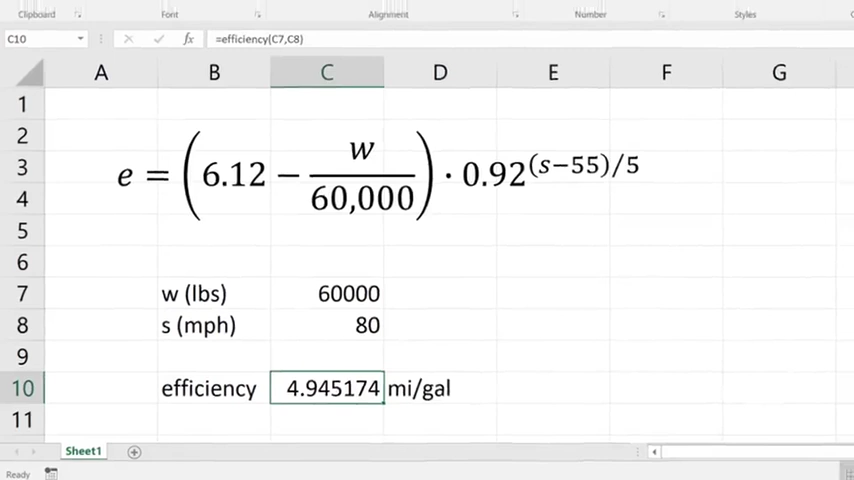 Clipboard Font Alignment Number Styles
C10 fx =efficiency(C7,C8)
A B C D E F G
1
2
3
4
5
6
7
8
9
10
11
e = (6.12 − w/60,000) · 0.92^(s−55)/5
w (lbs) 60000
s (mph) 80
efficiency 4.945174 mi/gal
Sheet1
Ready